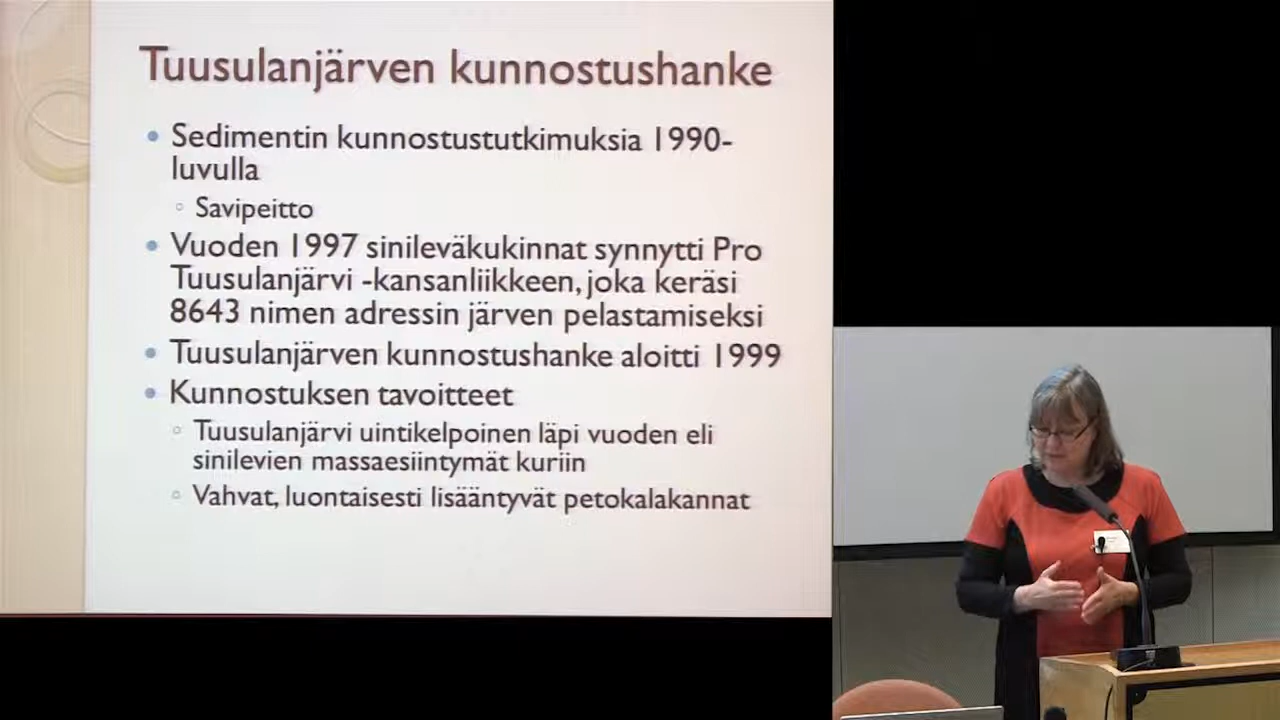 Tuusulanjärven kunnostushanke
Sedimentin kunnostustutkimuksia 1990-
luvulla
Savipeitto
Vuoden 1997 sinileväkukinnat synnytti Pro
Tuusulanjärvi -kansanliikkeen, joka keräsi
8643 nimen adressin järven pelastamiseksi
Tuusulanjärven kunnostushanke aloitti 1999
Kunnostuksen tavoitteet
Tuusulanjärvi uintikelpoinen läpi vuoden eli
sinilevien massaesiintymät kuriin
Vahvat, luontaisesti lisääntyvät petokalakannat